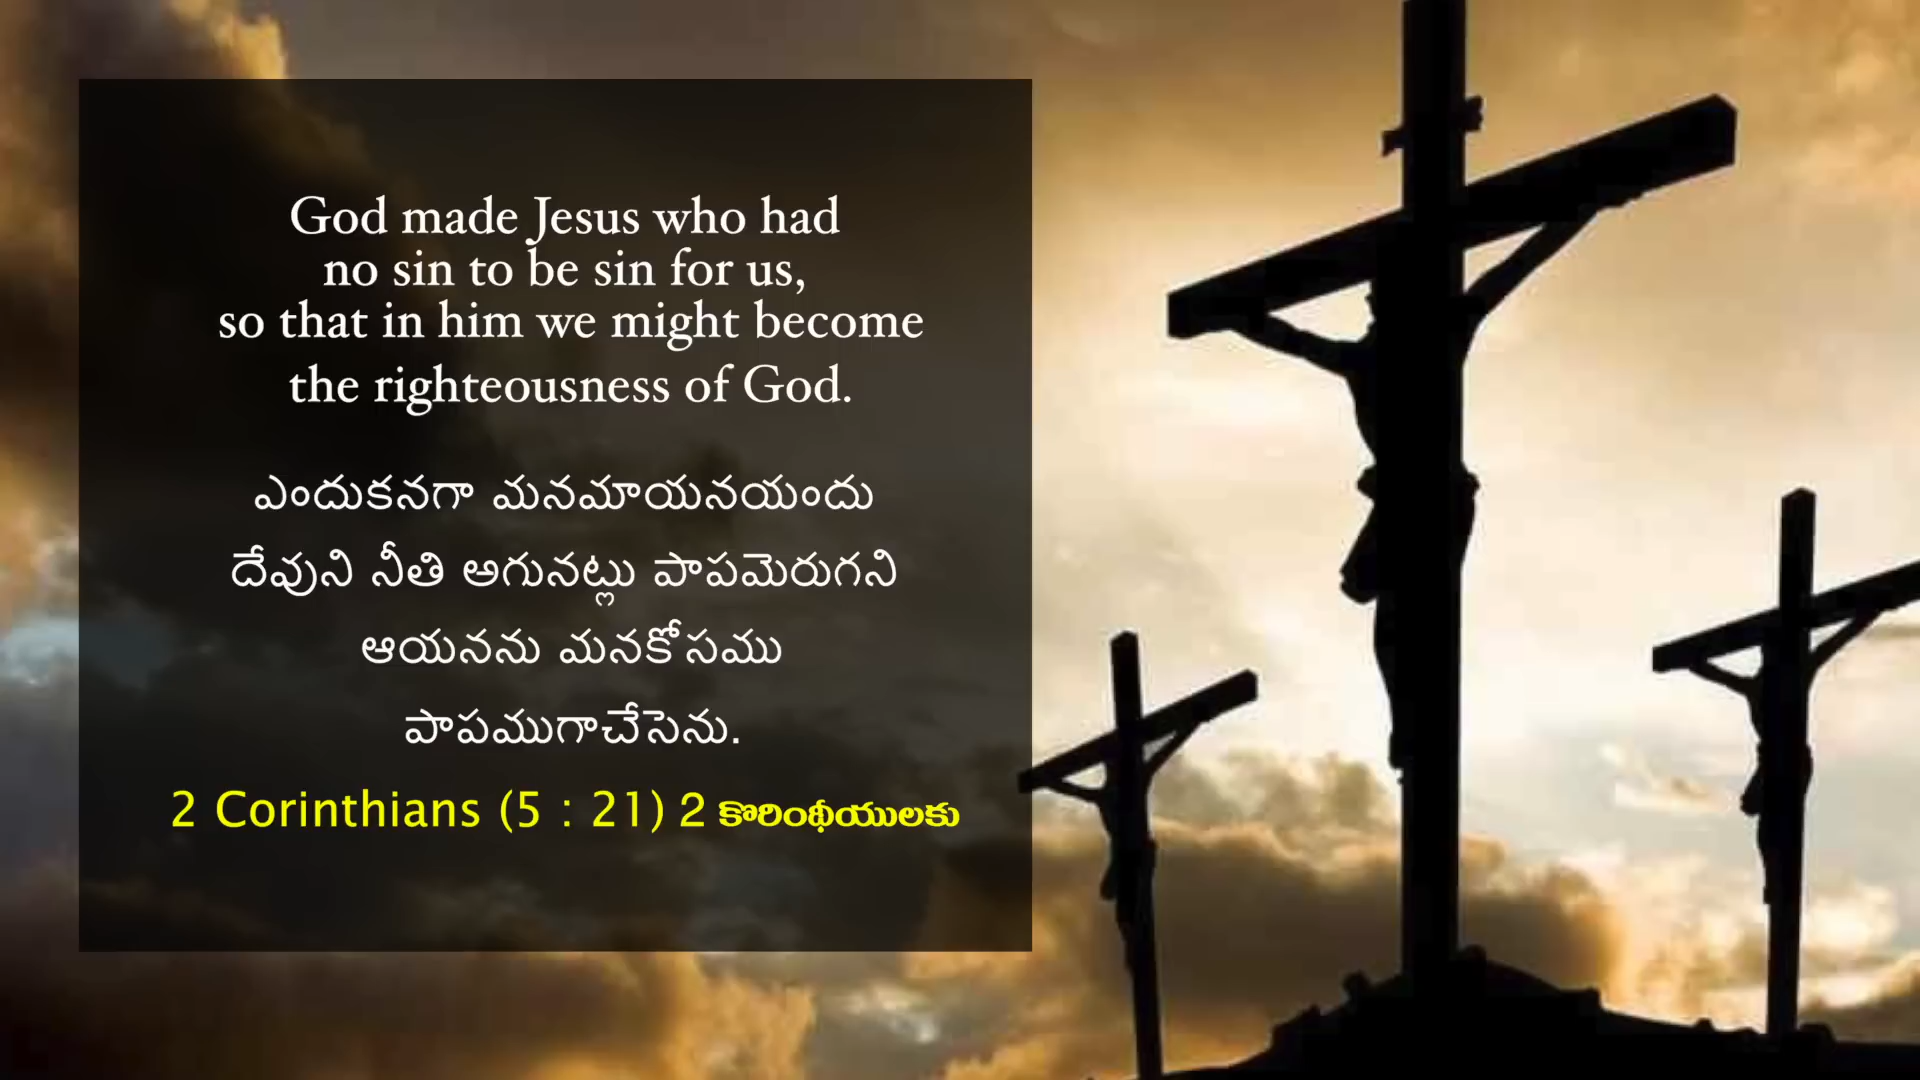 God made Jesus who had
no sin to be sin for us,
so that in him we might become
the righteousness of God.
ఎందుకనగా మనమాయనయందు
దేవుని నీతి అగునట్లు పాపమెరుగని
ఆయనను మనకోసము
పాపముగాచేసెను.
2 Corinthians (5 : 21) 2 కొరింథీయులకు